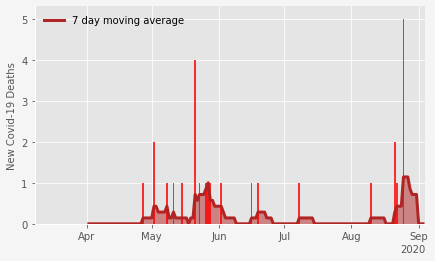 7 day moving average
New Covid-19 Deaths
5
4
3
2
1
0
Apr
May
Jun
Jul
Aug
Sep
2020